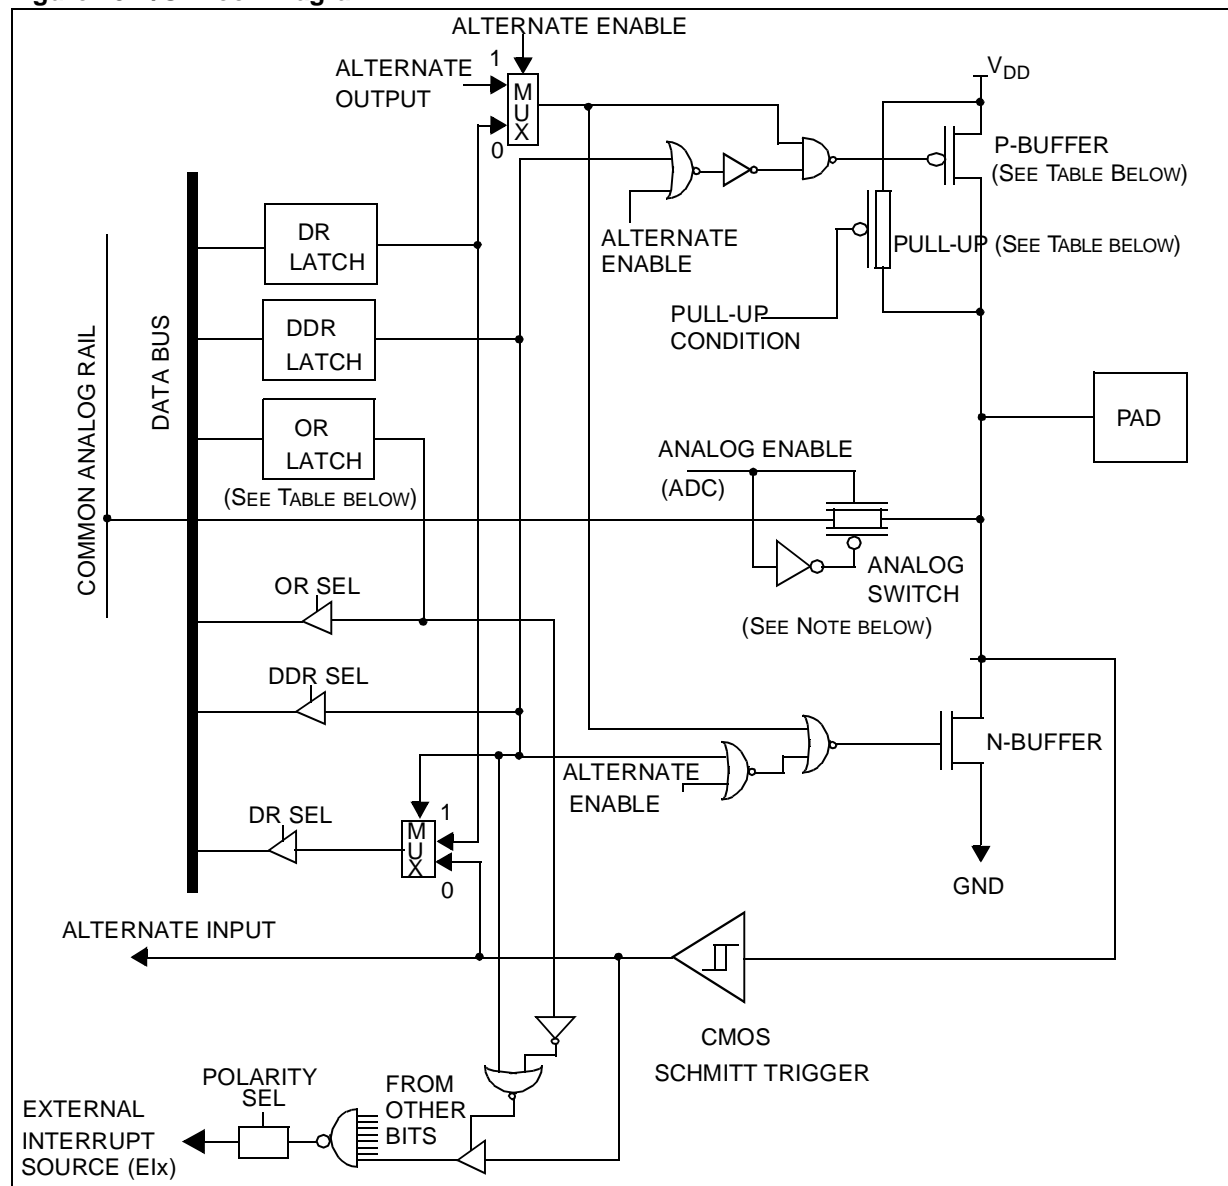 ALTERNATE ENABLE
1
ALTERNATE
OUTPUT
MUX
0
VDD
P-BUFFER
(SEE TABLE BELOW)
ALTERNATE
ENABLE
PULL-UP (SEE TABLE BELOW)
PULL-UP
CONDITION
DR
LATCH
DDR
LATCH
OR
LATCH
(SEE TABLE BELOW)
COMMON ANALOG RAIL
DATA BUS
PAD
ANALOG ENABLE
(ADC)
ANALOG
SWITCH
(SEE NOTE BELOW)
OR SEL
DDR SEL
DR SEL
MUX
1
0
ALTERNATE
ENABLE
N-BUFFER
GND
ALTERNATE INPUT
CMOS
SCHMITT TRIGGER
POLARITY
SEL
FROM
OTHER
BITS
EXTERNAL
INTERRUPT
SOURCE (EIx)